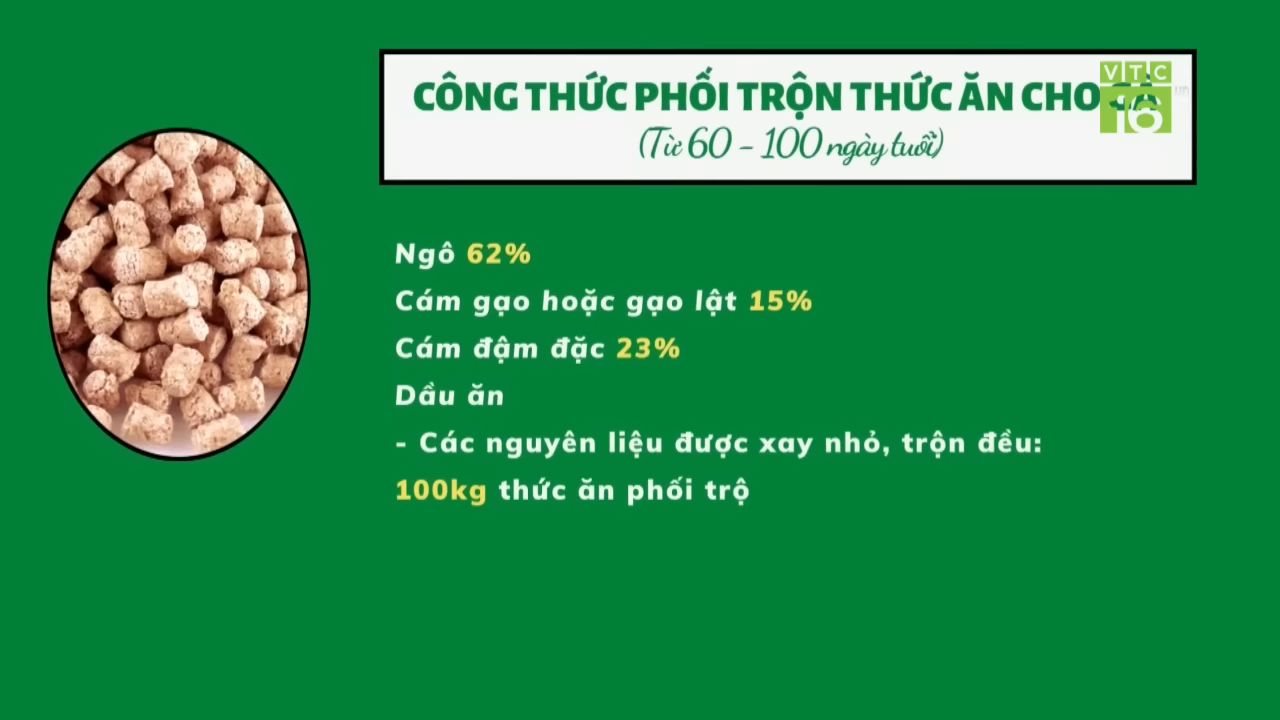 CÔNG THỨC PHỐI TRỘN THỨC ĂN CHO
VTC
16
(Từ 60 - 100 ngày tuổi)
Ngô 62%
Cám gạo hoặc gạo lật 15%
Cám đậm đặc 23%
Dầu ăn
- Các nguyên liệu được xay nhỏ, trộn đều:
100kg thức ăn phối trộ